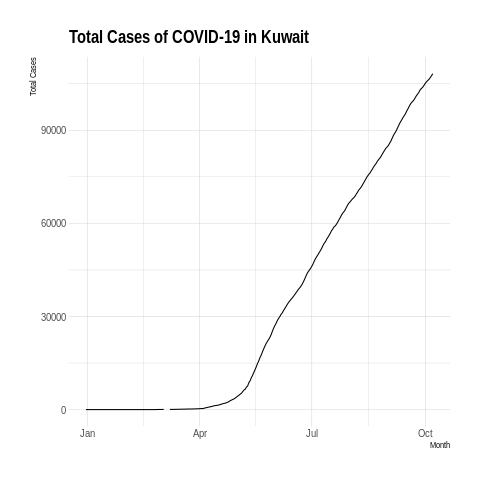 Total Cases of COVID-19 in Kuwait
Total Cases
90000
60000
30000
0
Jan Apr Jul Oct
Month